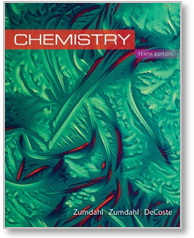 CHEMISTRY
TENTH EDITION
Zumdahl Zumdahl DeCoste